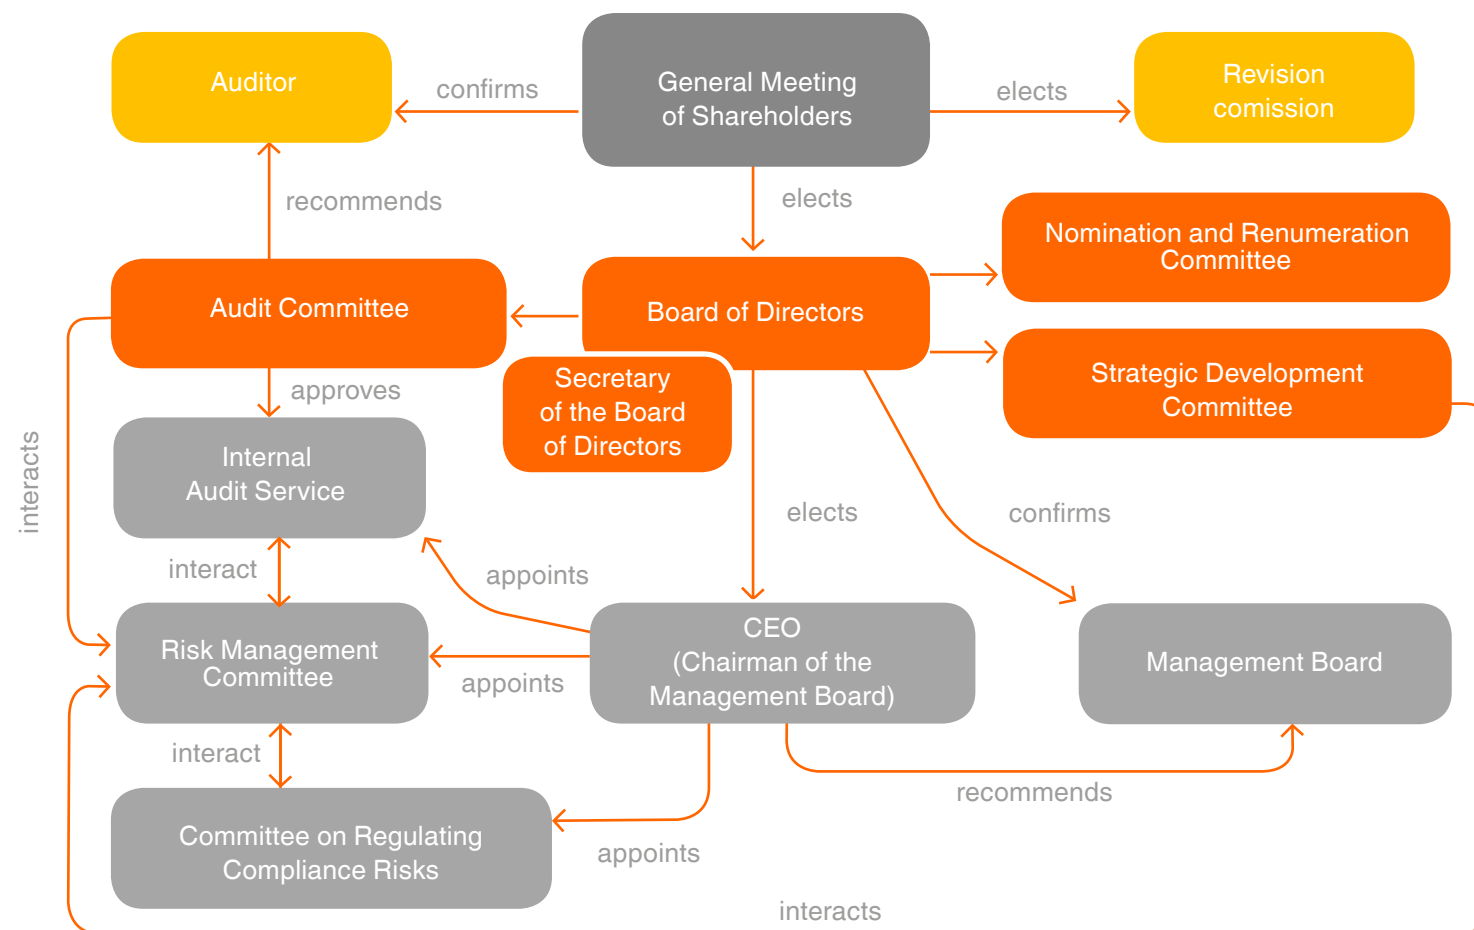 Auditor
confirms
General Meeting
of Shareholders
elects
Revision
comission
recommends
elects
Nomination and Renumeration
Committee
Audit Committee
Board of Directors
Strategic Development
Committee
approves
Secretary
of the Board
of Directors
interacts
Internal
Audit Service
elects
confirms
interact
appoints
Risk Management
Committee
appoints
CEO
(Chairman of the
Management Board)
Management Board
interact
recommends
Committee on Regulating
Compliance Risks
appoints
interacts